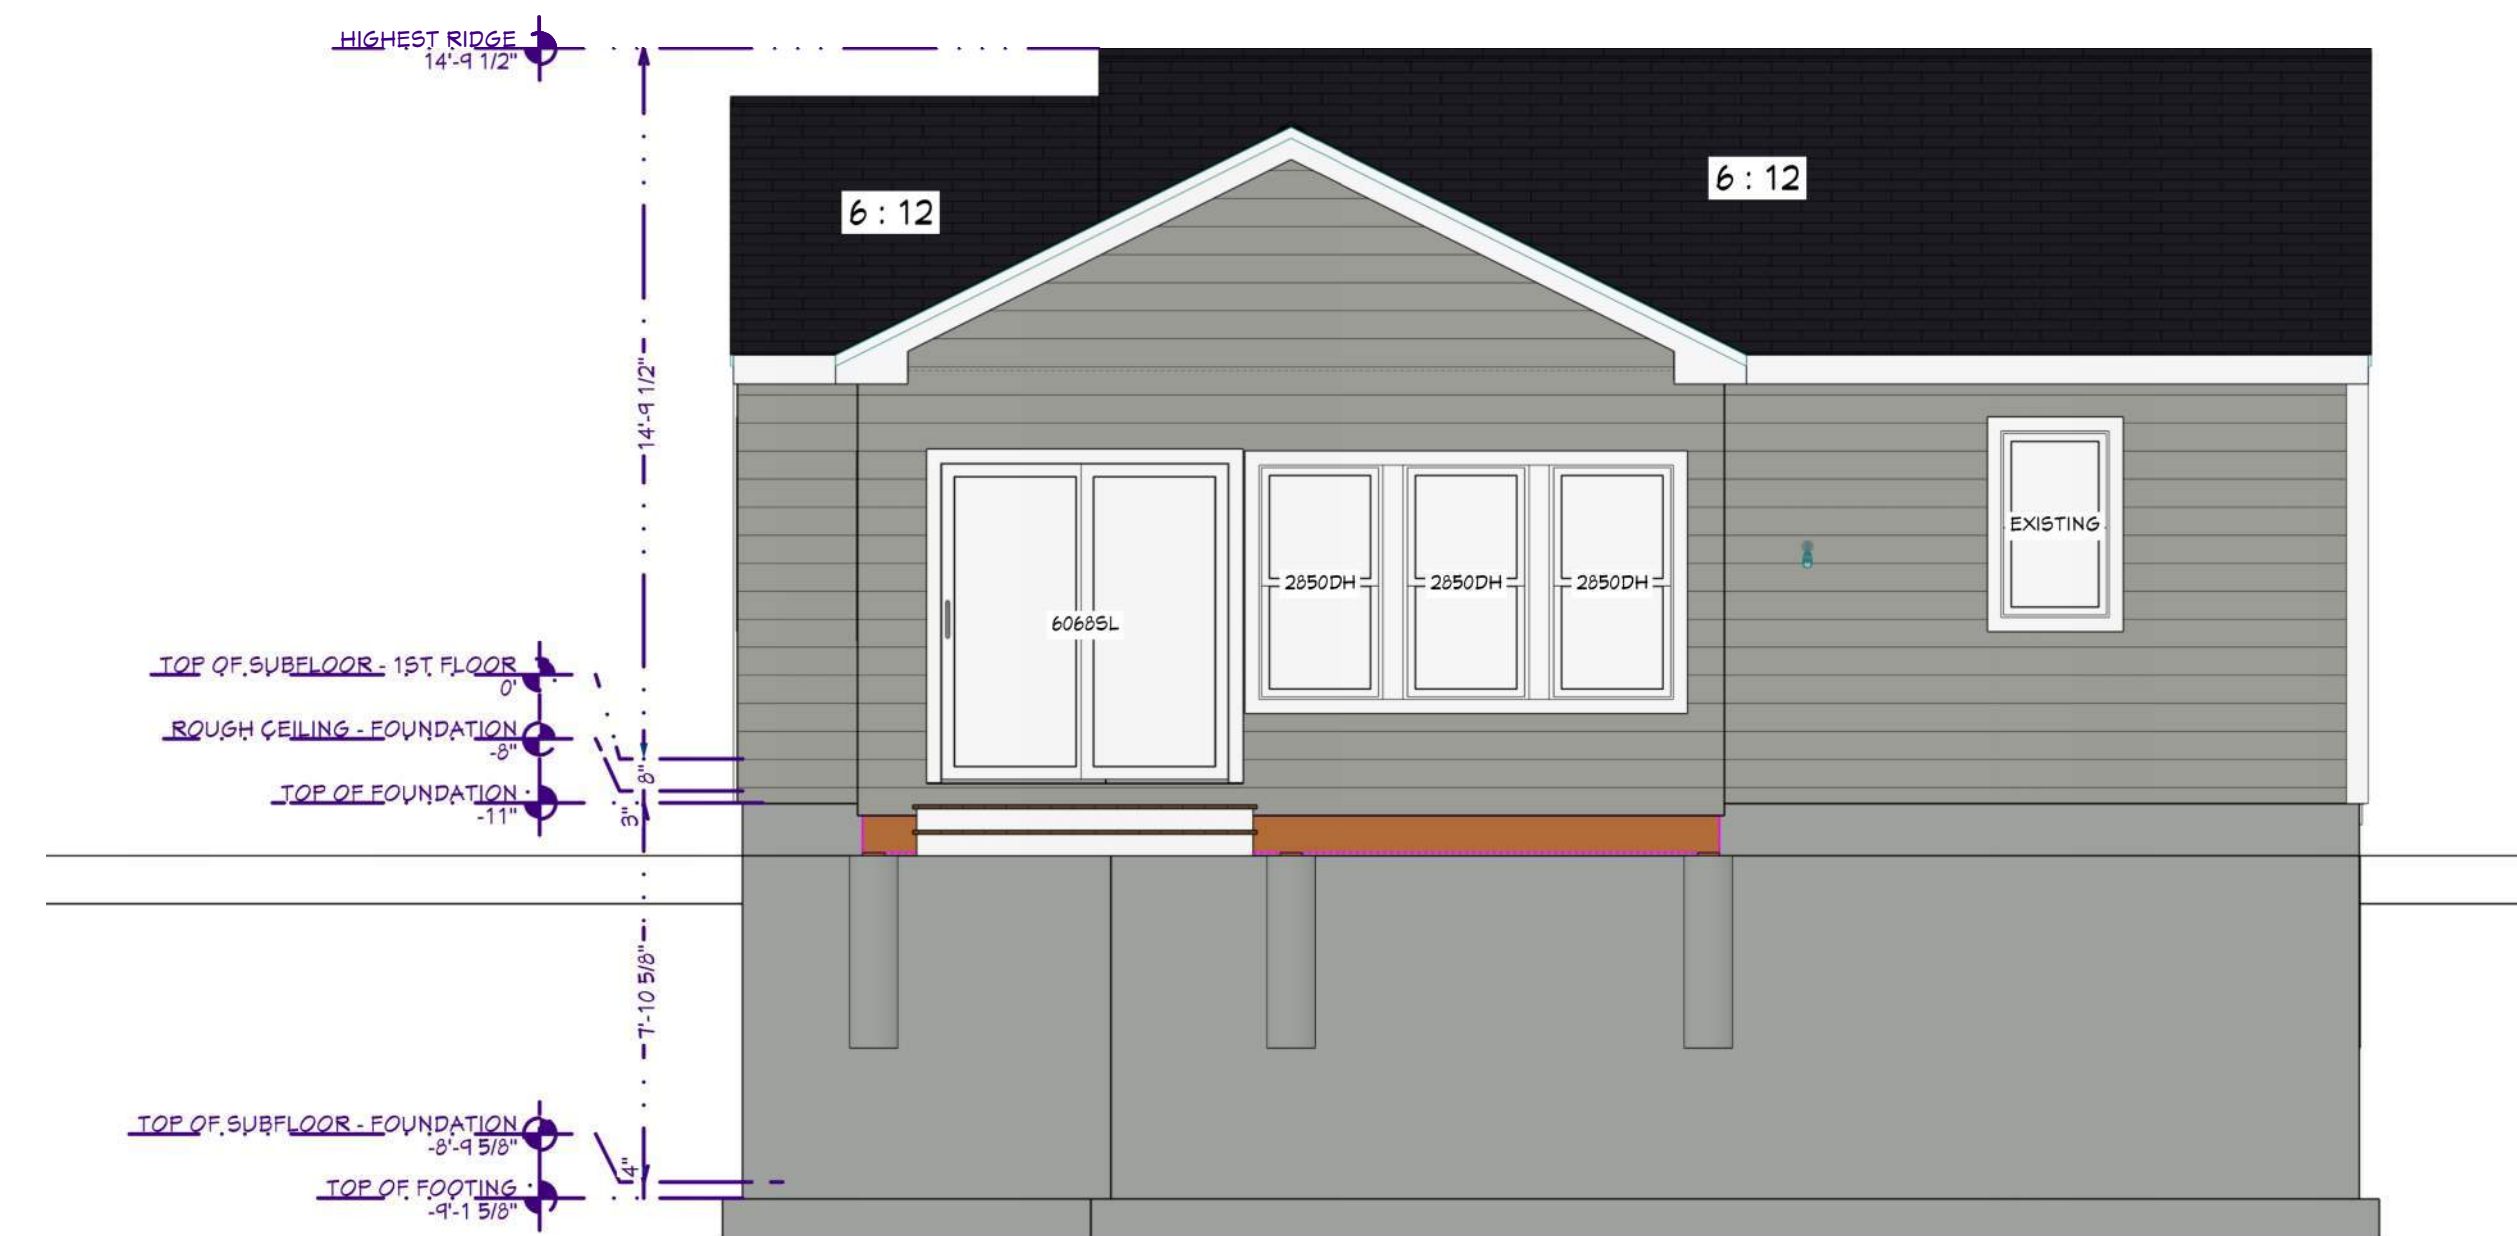 HIGHEST RIDGE
14'-9 1/2"
6 : 12
6 : 12
14'-9 1/2"
EXISTING
2850DH
2850DH
2850DH
6068SL
TOP OF SUBFLOOR - 1ST FLOOR
0'
ROUGH CEILING - FOUNDATION
-8"
8"
TOP OF FOUNDATION
-11"
3"
7'-10 5/8"
TOP OF SUBFLOOR - FOUNDATION
-8'-9 5/8"
4"
TOP OF FOOTING
-9'-1 5/8"